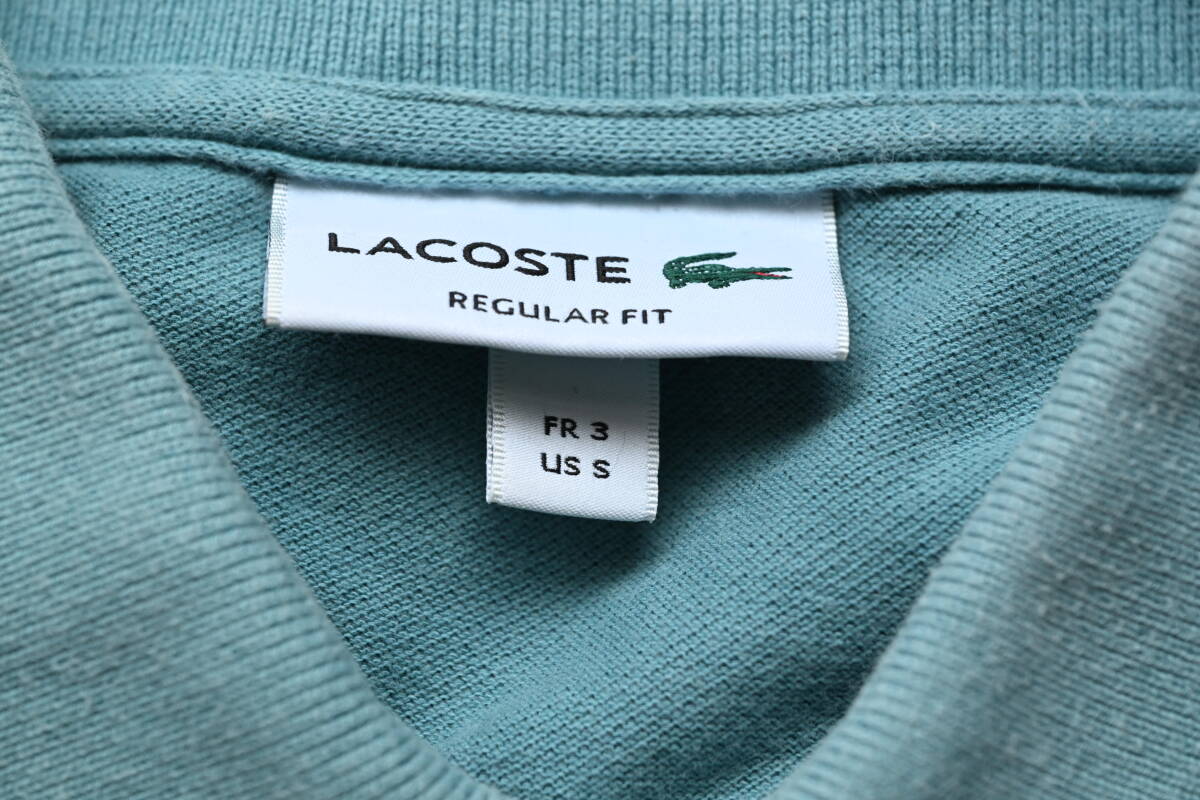 LACOSTE
REGULAR FIT
FR 3
US S